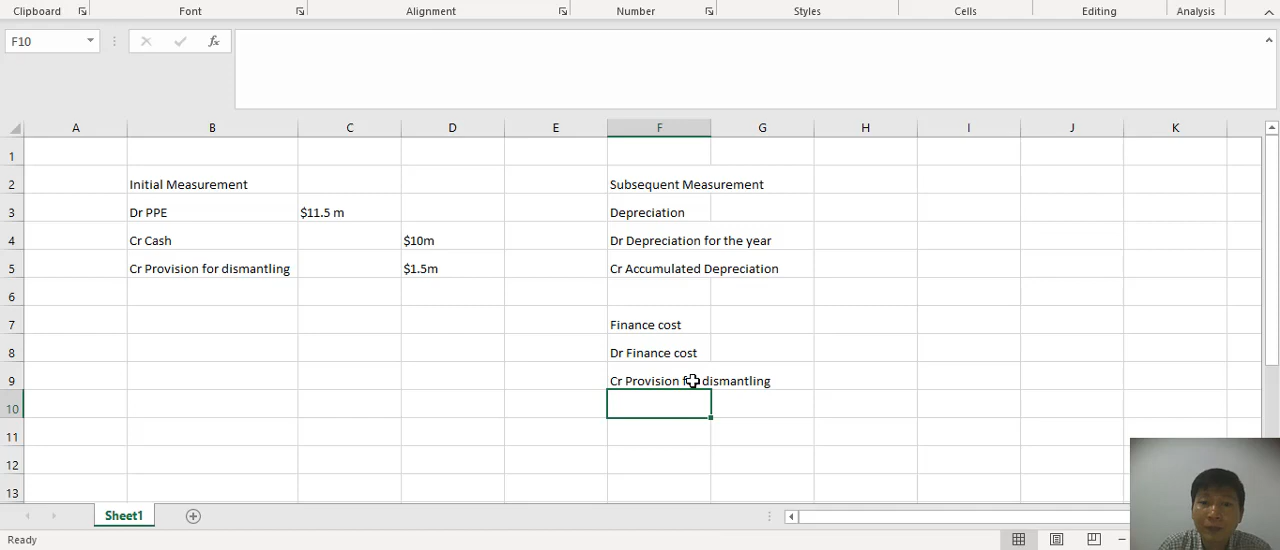 Clipboard Font Alignment Number Styles Cells Editing Analysis
F10 fx
A B C D E F G H I J K
1
2 Initial Measurement Subsequent Measurement
3 Dr PPE $11.5 m Depreciation
4 Cr Cash $10m Dr Depreciation for the year
5 Cr Provision for dismantling $1.5m Cr Accumulated Depreciation
6
7 Finance cost
8 Dr Finance cost
9 Cr Provision for dismantling
10
11
12
13
Sheet1
Ready